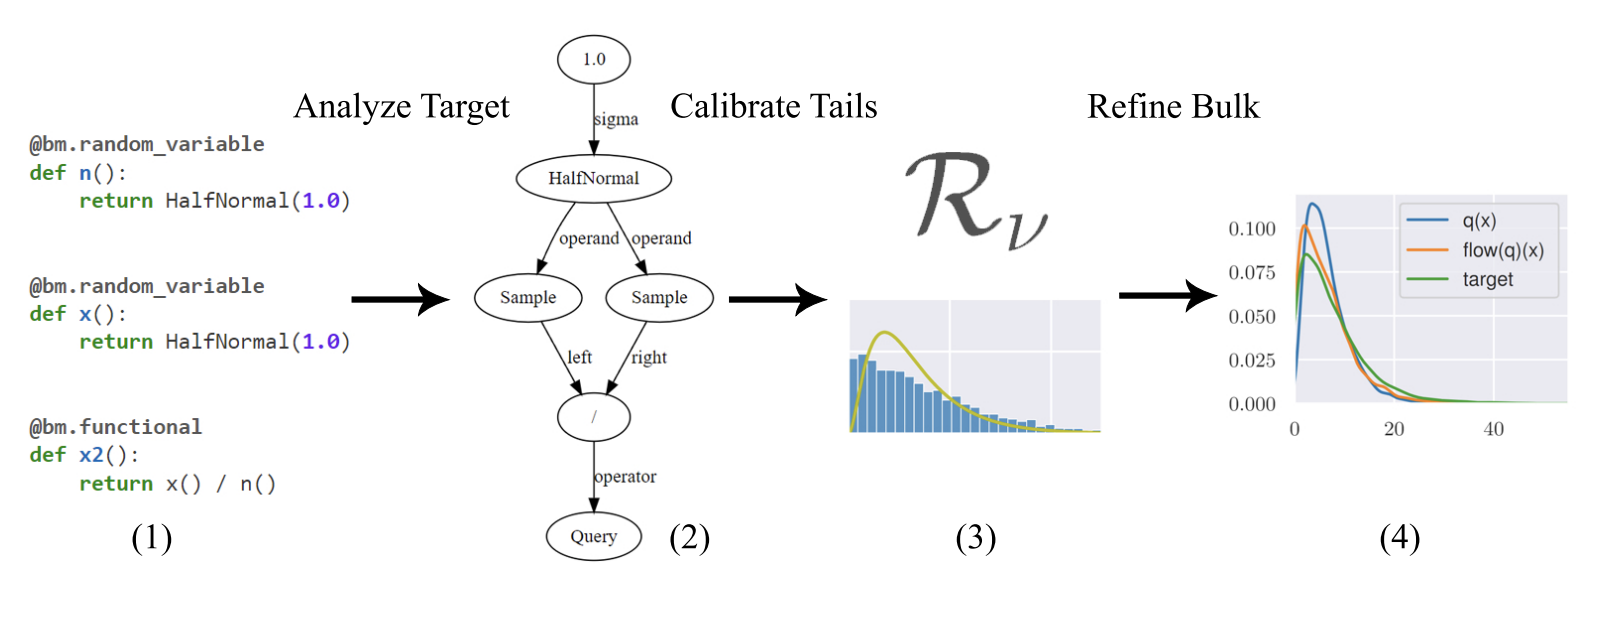 Analyze Target
Calibrate Tails
Refine Bulk
@bm.random_variable
def n():
    return HalfNormal(1.0)
@bm.random_variable
def x():
    return HalfNormal(1.0)
@bm.functional
def x2():
    return x() / n()
(1)
1.0
sigma
HalfNormal
operand
operand
Sample
Sample
left
right
/
operator
Query
(2)
ℛν
(3)
q(x)
flow(q)(x)
target
0.100
0.075
0.050
0.025
0.000
0
20
40
(4)